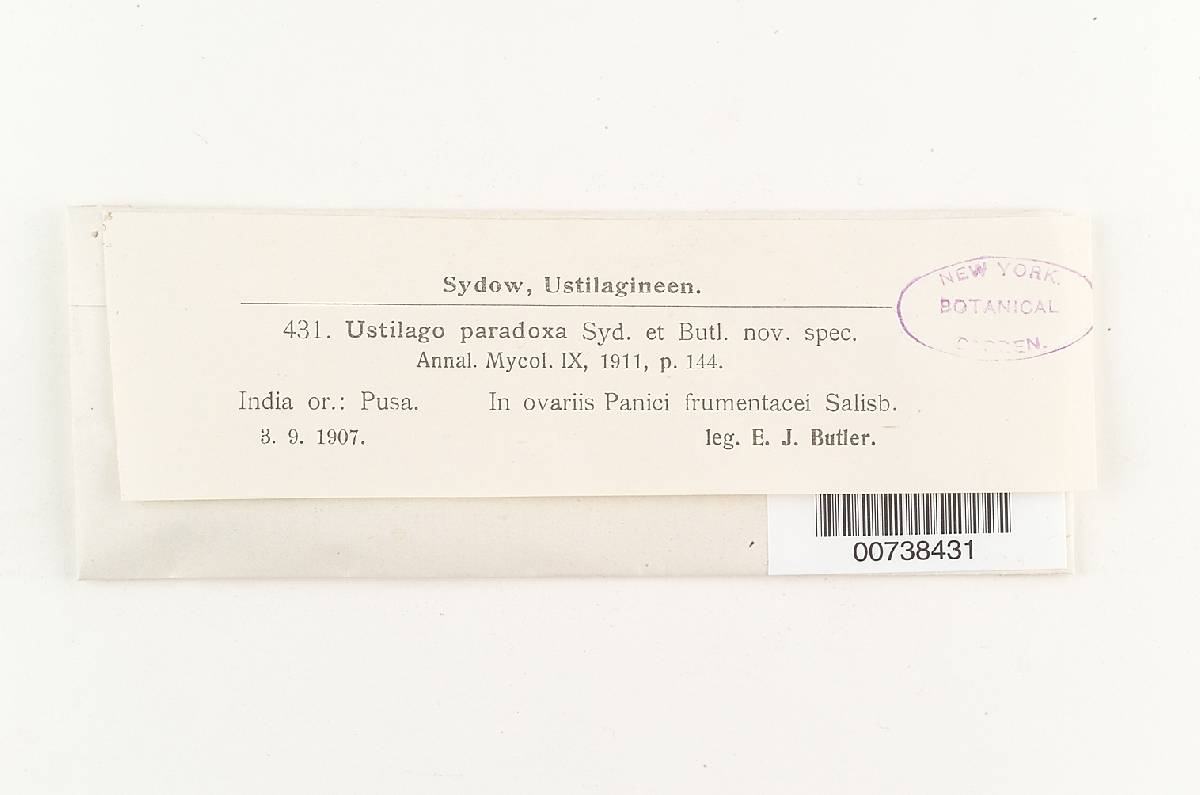 Sydow, Ustilagineen.
NEW YORK.
BOTANICAL
GARDEN.
431. Ustilago paradoxa Syd. et Butl. nov. spec.
Annal. Mycol. IX, 1911, p. 144.
India or.: Pusa. In ovariis Panici frumentacei Salisb.
3. 9. 1907. leg. E. J. Butler.
00738431